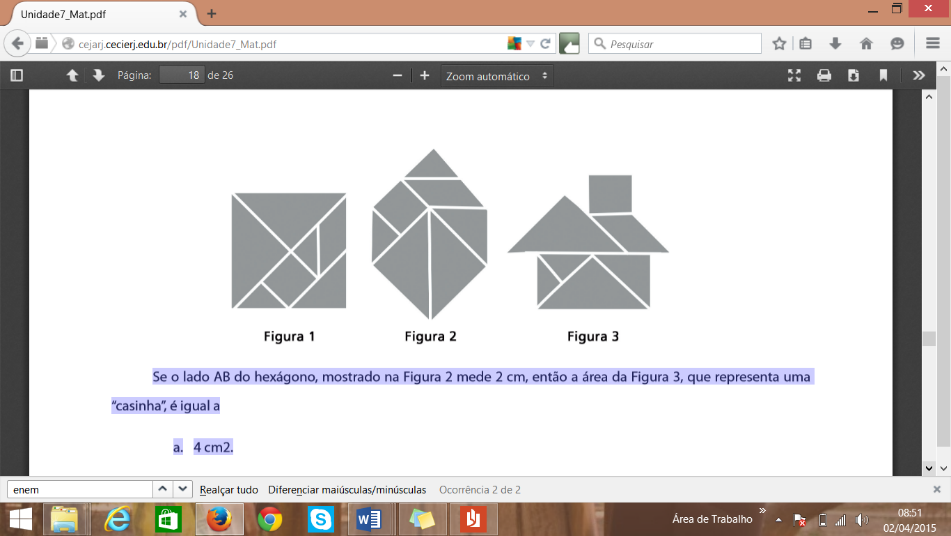 Unidade7_Mat.pdf
cejarj.cecierj.edu.br/pdf/Unidade7_Mat.pdf
Pesquisar
Página: 18 de 26
Zoom automático
Figura 1 Figura 2 Figura 3
Se o lado AB do hexágono, mostrado na Figura 2 mede 2 cm, então a área da Figura 3, que representa uma
“casinha”, é igual a
a. 4 cm2.
enem Realçar tudo Diferenciar maiúsculas/minúsculas Ocorrência 2 de 2
Área de Trabalho
08:51
02/04/2015